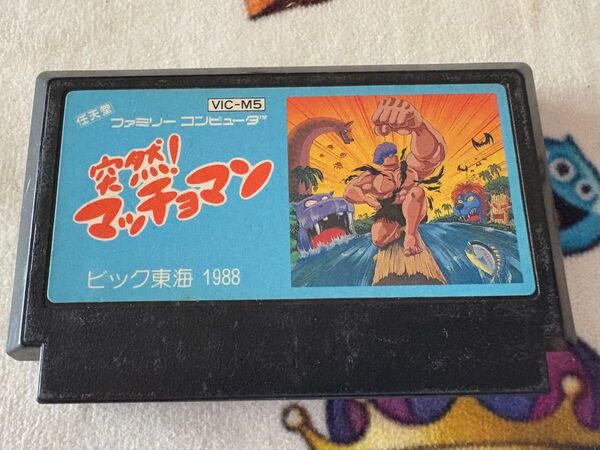 VIC-M5
任天堂 ファミリーコンピュータ™
突然!
マッチョマン
ビック東海 1988